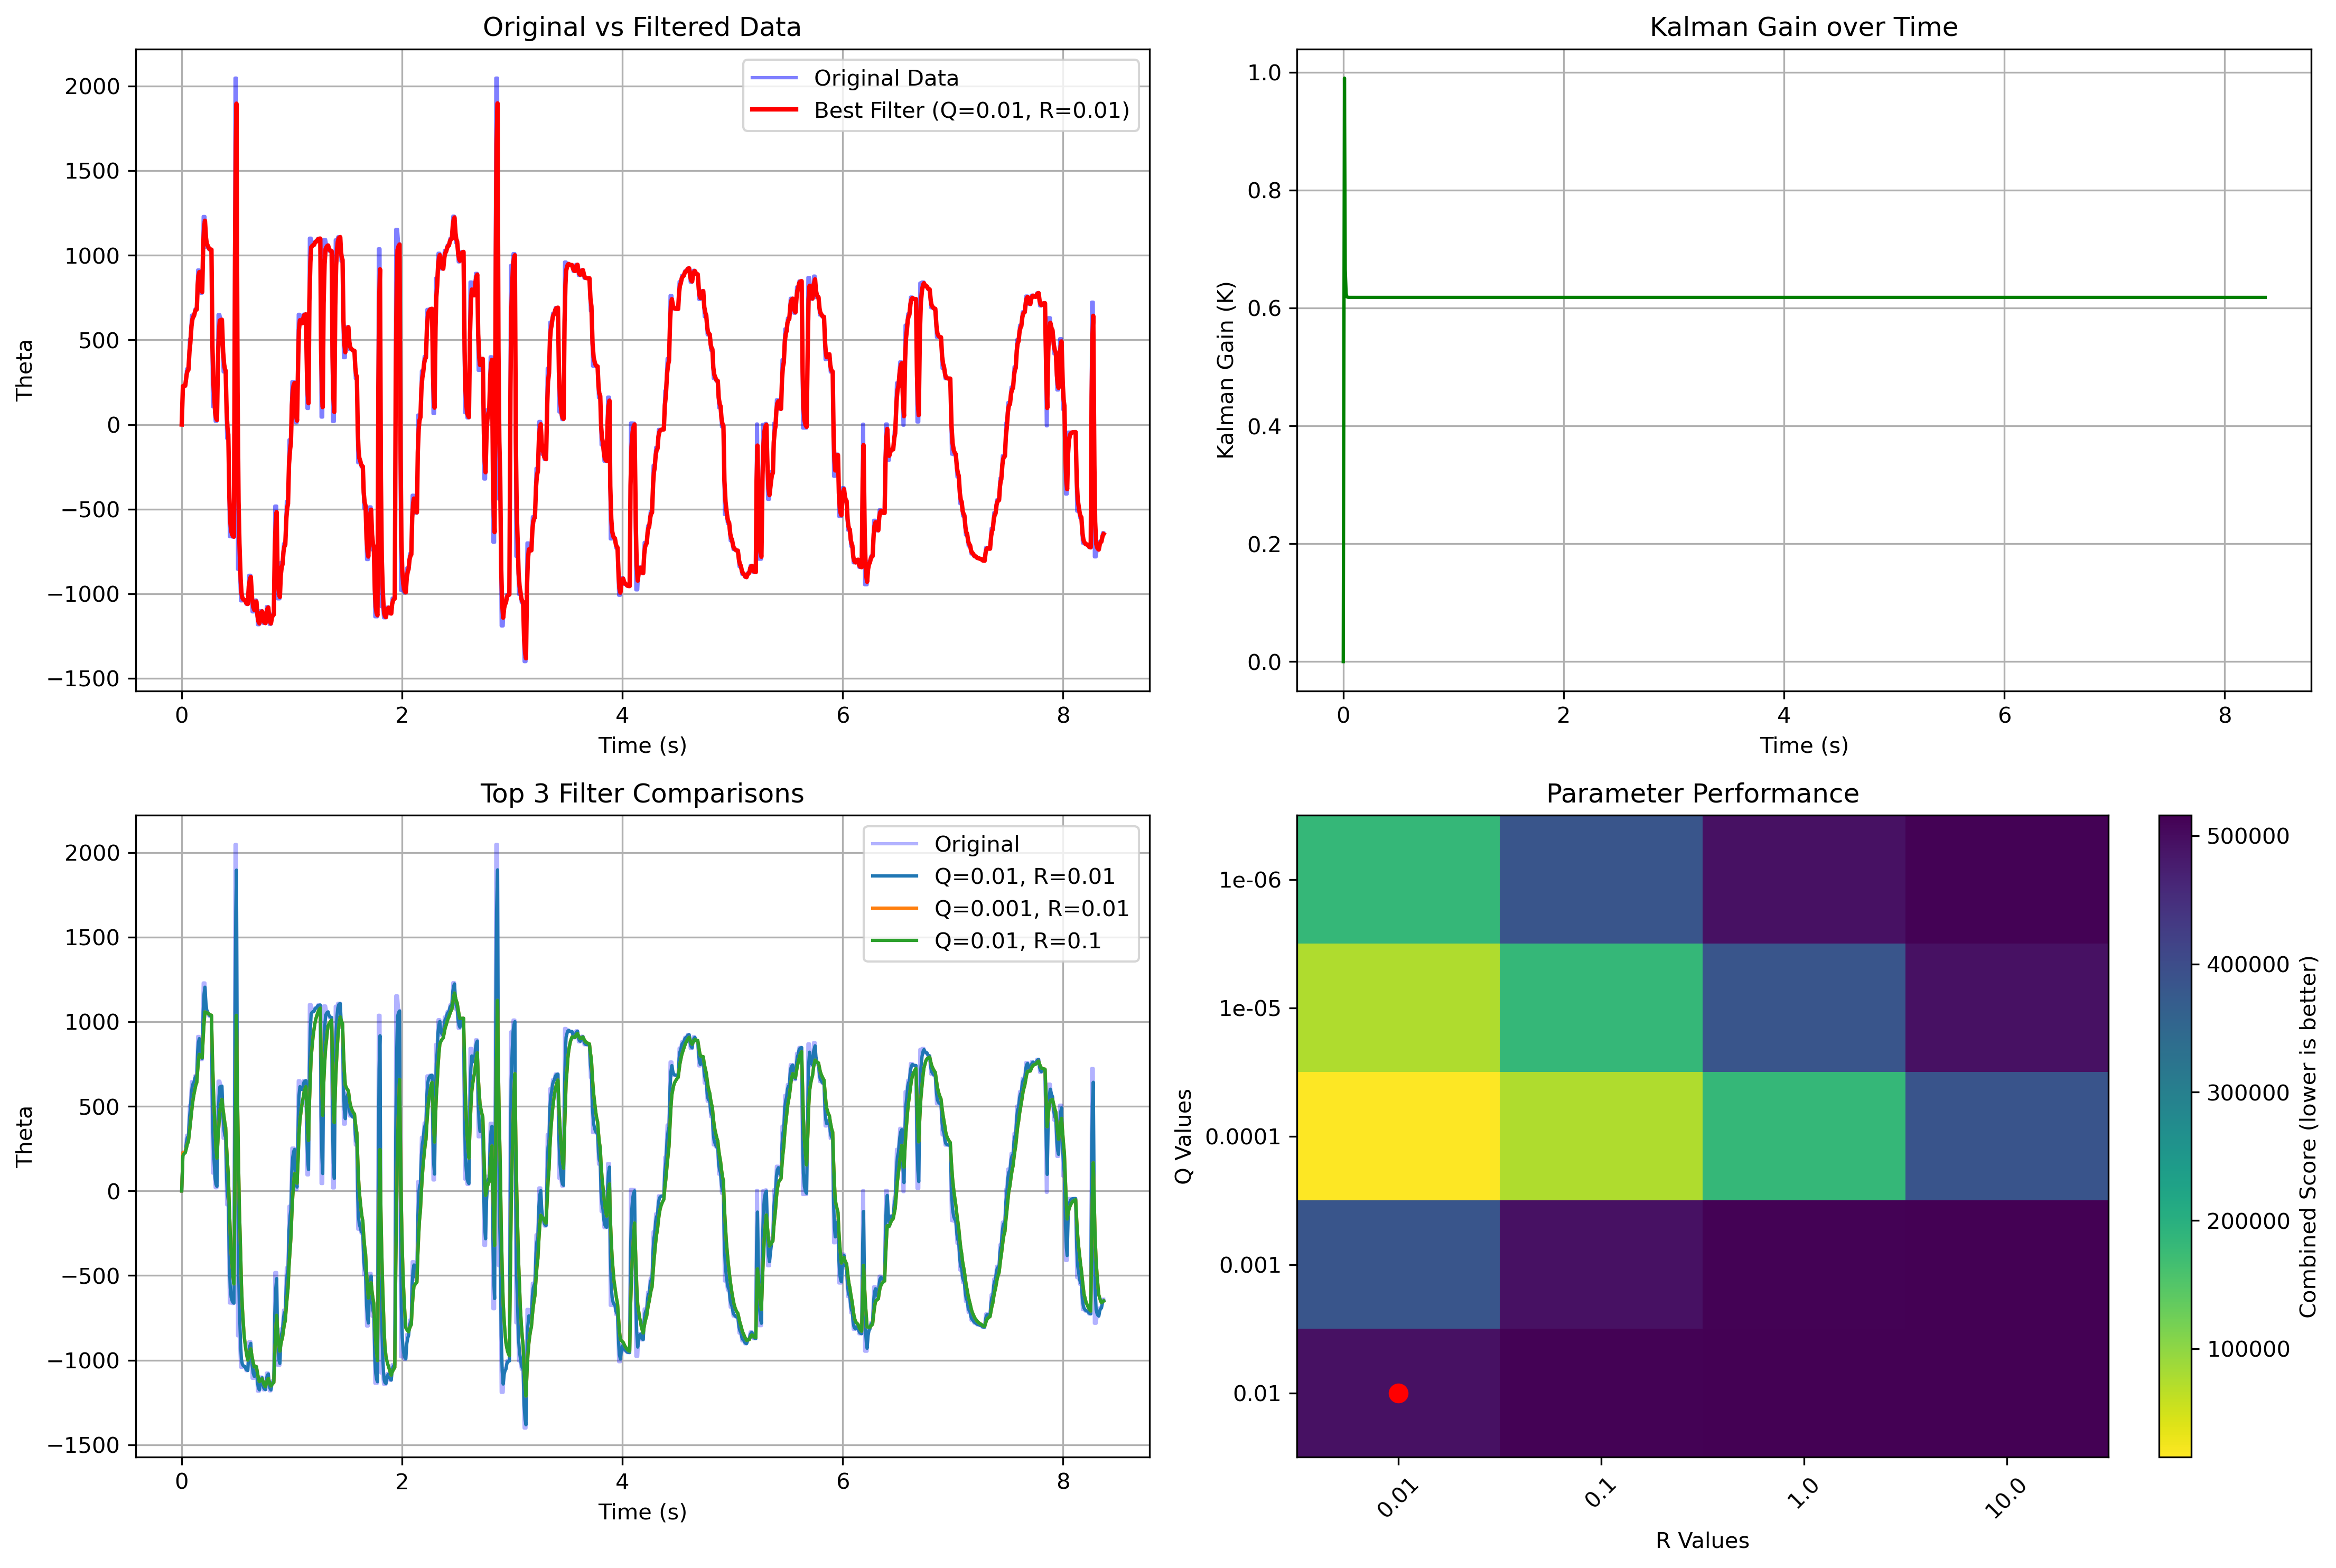 Original vs Filtered Data
Theta
2000
1500
1000
500
0
−500
−1000
−1500
Original Data
Best Filter (Q=0.01, R=0.01)
0 2 4 6 8
Time (s)
Kalman Gain over Time
Kalman Gain (K)
1.0
0.8
0.6
0.4
0.2
0.0
0 2 4 6 8
Time (s)
Top 3 Filter Comparisons
Theta
2000
1500
1000
500
0
−500
−1000
−1500
Original
Q=0.01, R=0.01
Q=0.001, R=0.01
Q=0.01, R=0.1
0 2 4 6 8
Time (s)
Parameter Performance
Q Values
1e-06
1e-05
0.0001
0.001
0.01
0.01 0.1 1.0 10.0
R Values
500000
400000
300000
200000
100000
Combined Score (lower is better)